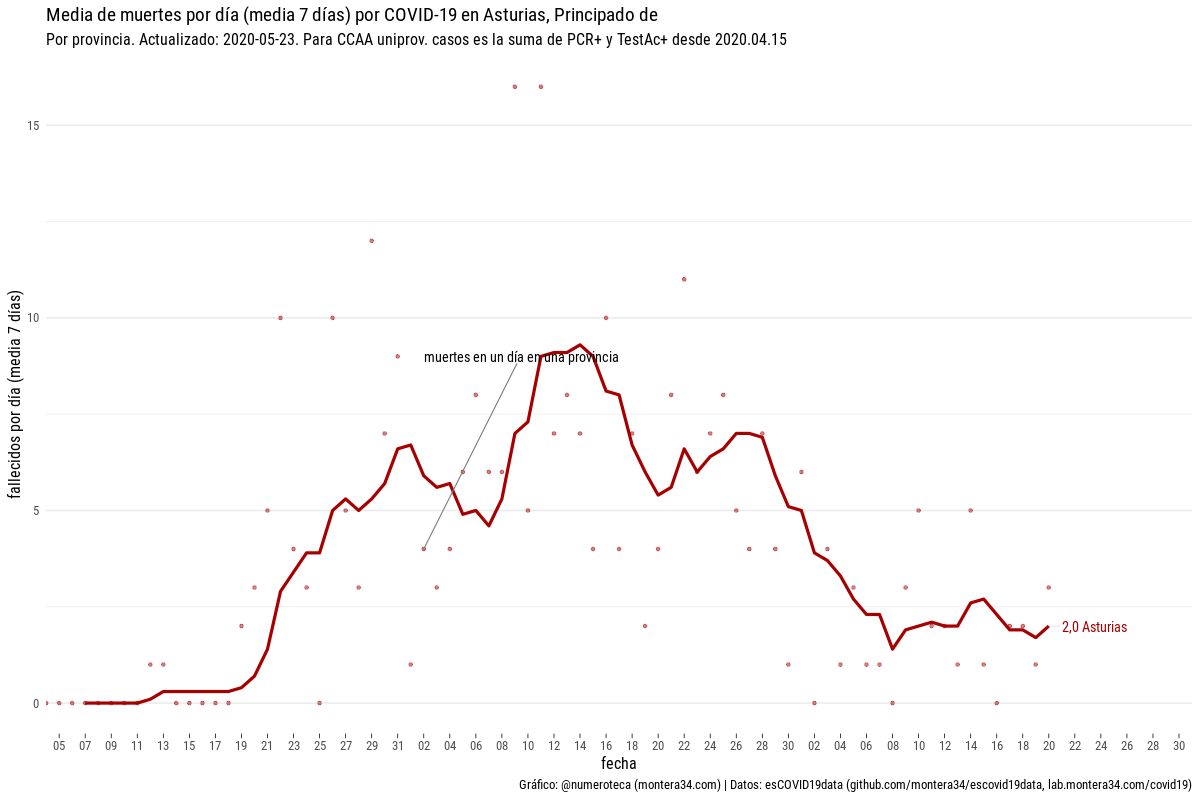 Media de muertes por día (media 7 días) por COVID-19 en Asturias, Principado de
Por provincia. Actualizado: 2020-05-23. Para CCAA uniprov. casos es la suma de PCR+ y TestAc+ desde 2020.04.15
fallecidos por día (media 7 días)
15
10
5
0
muertes en un día en una provincia
2,0 Asturias
05 07 09 11 13 15 17 19 21 23 25 27 29 31 02 04 06 08 10 12 14 16 18 20 22 24 26 28 30 02 04 06 08 10 12 14 16 18 20 22 24 26 28 30
fecha
Gráfico: @numeroteca (montera34.com) | Datos: esCOVID19data (github.com/montera34/escovid19data, lab.montera34.com/covid19)